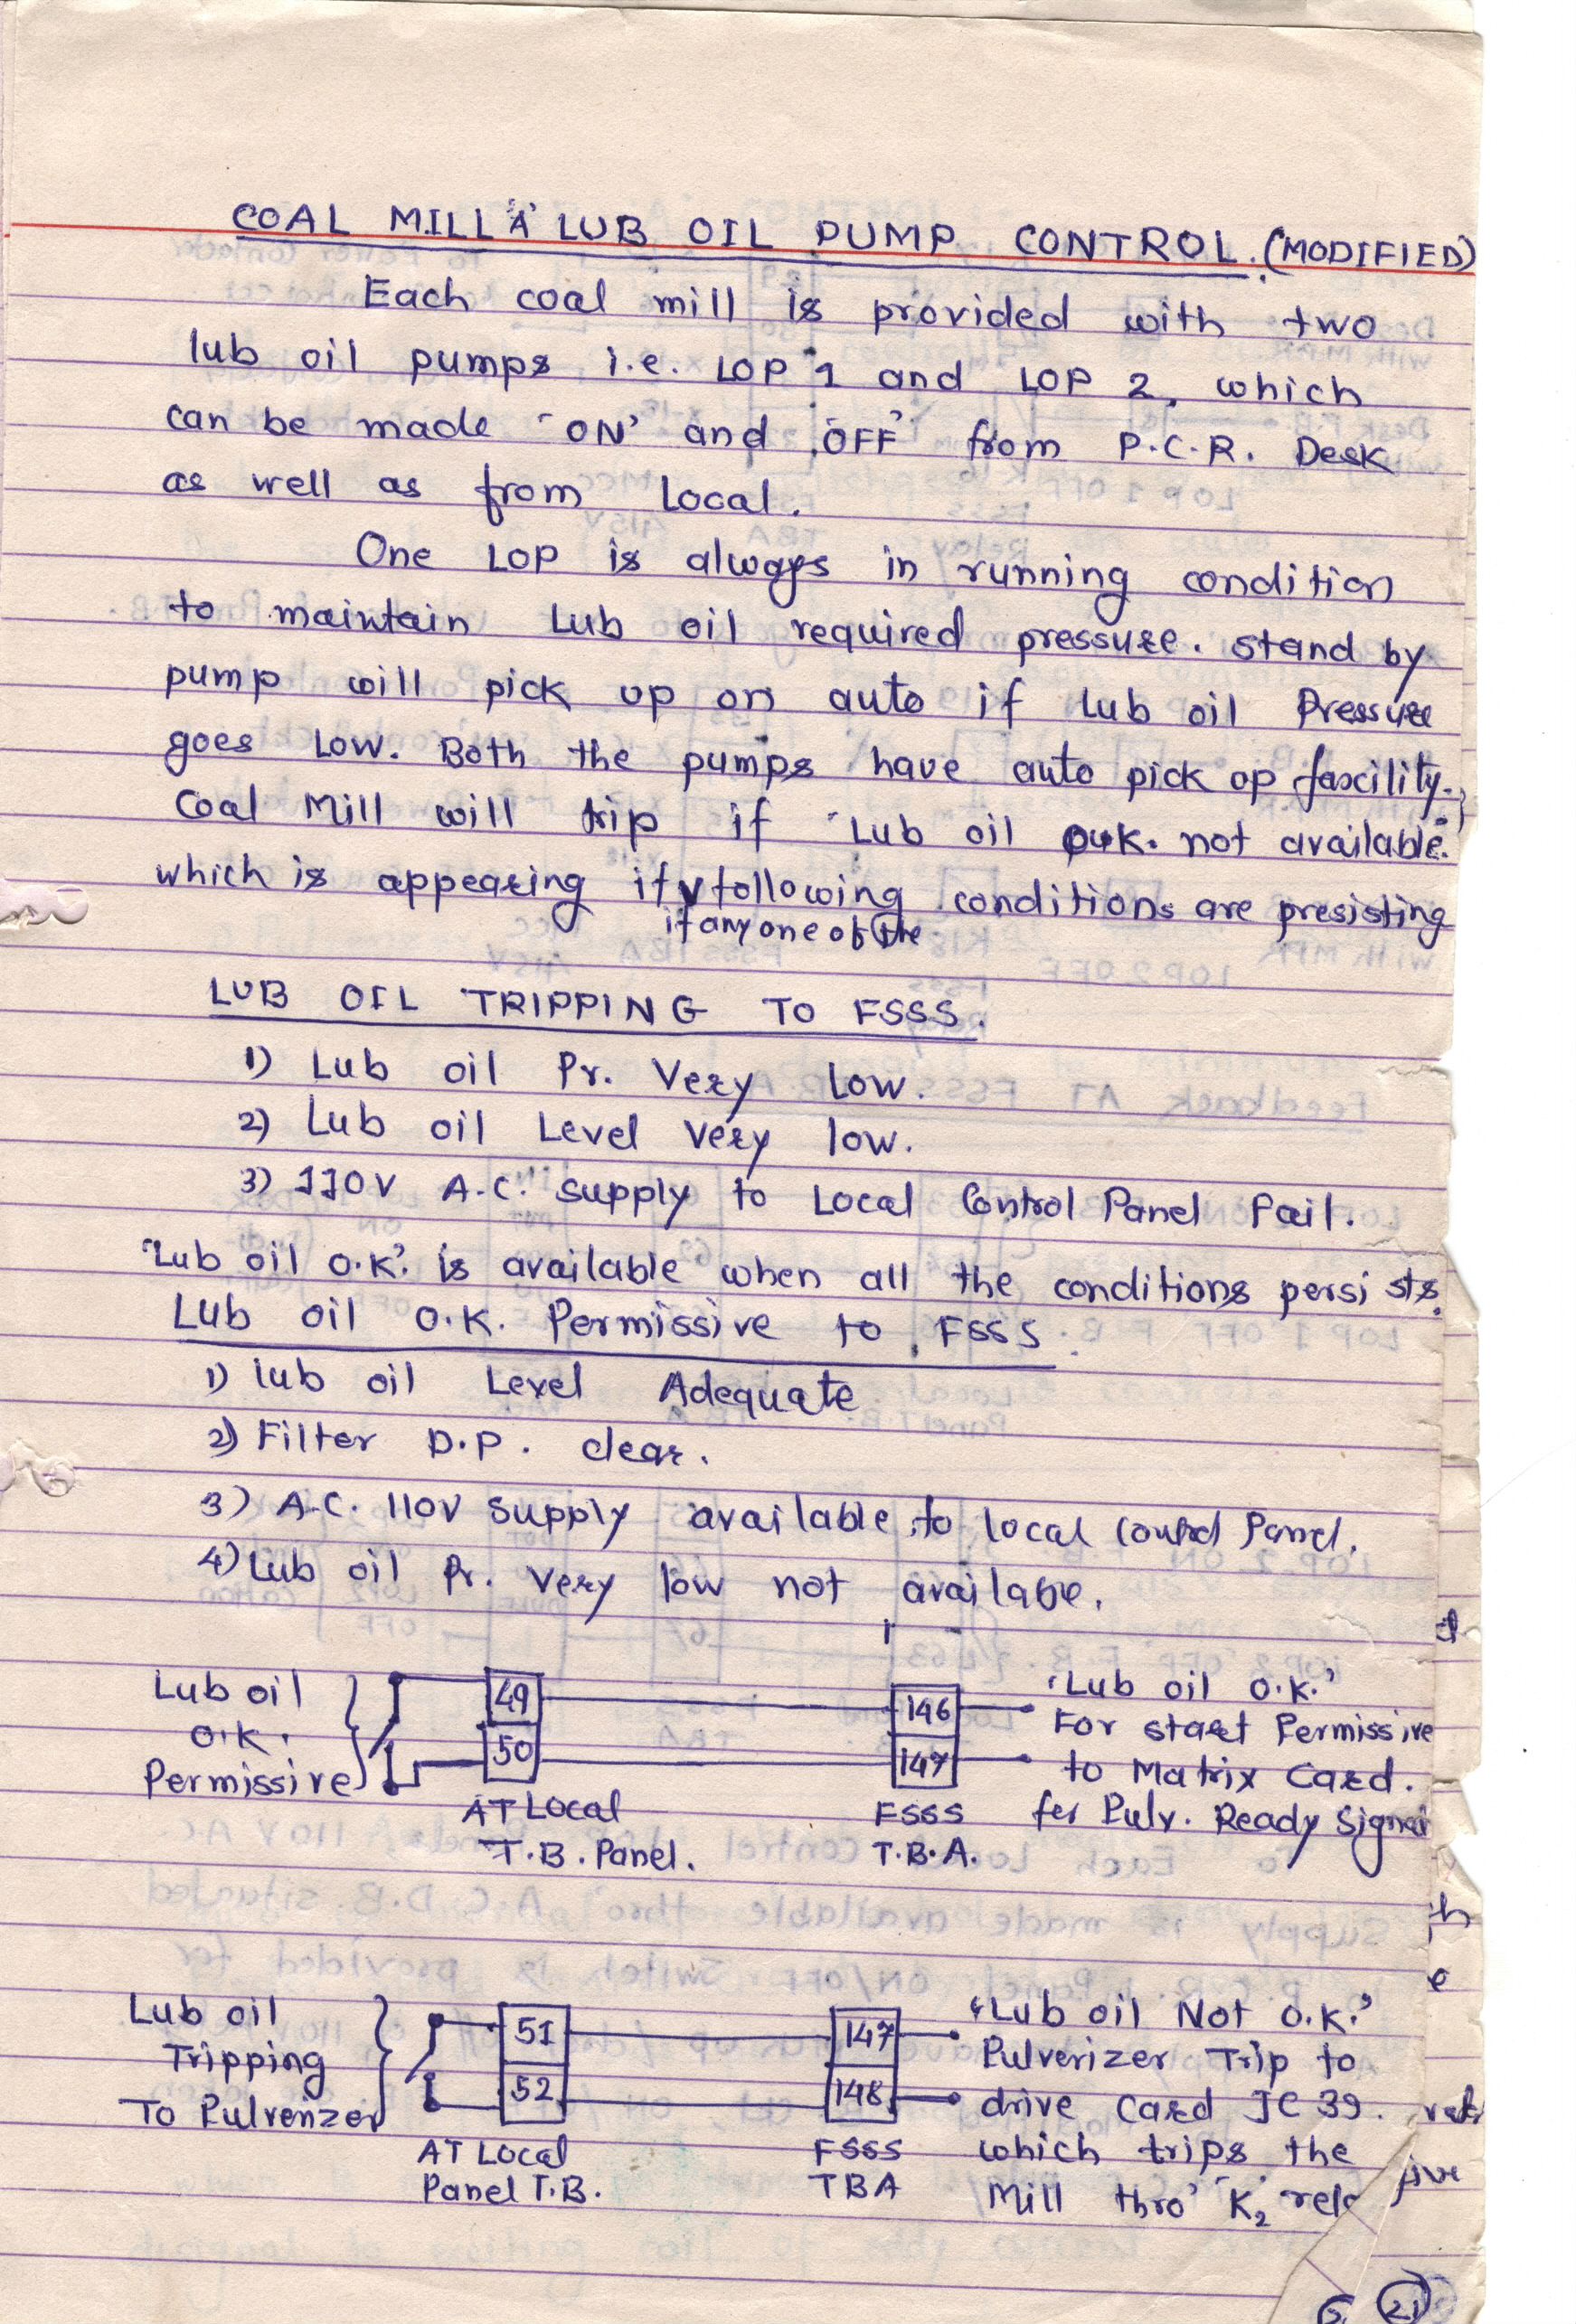 COAL MILL 'A' LUB OIL PUMP CONTROL. (MODIFIED)
Each coal mill is provided with two
lub oil pumps i.e. LOP 1 and LOP 2, which
can be made 'ON' and 'OFF' from P.C.R. Desk
as well as from Local.
One LOP is always in running condition
to maintain Lub oil required pressure. stand by
pump will pick up on auto if Lub oil Pressure
goes Low. Both the pumps have auto pick op fascility.
Coal Mill will trip if 'Lub oil O.K. not available.
which is appearing if following conditions are presisting
if any one of the
LUB OIL TRIPPING TO FSSS.
1) Lub oil Pr. Very Low.
2) Lub oil Level Very low.
3) 110V A.C. supply to Local Control Panel Fail.
'Lub oil O.K.' is available when all the conditions persists.
Lub oil O.K. Permissive to FSSS
1) lub oil Level Adequate
2) Filter D.P. clear.
3) A.C. 110V supply available to local control Panel.
4) Lub oil Pr. Very low not availabe.
Lub oil O.K. Permissive
49
50
AT Local
T.B. Panel.
146
147
FSSS
T.B.A.
'Lub oil O.K.'
For start Permissive
to Matrix Card.
for Pulv. Ready Signal
Lub oil
Tripping
To Pulverizer
51
52
AT Local
Panel T.B.
147
148
FSSS
TBA
'Lub oil Not O.K.'
Pulverizer Trip to
drive Card JC 39.
which trips the
Mill thro' 'K2'
21